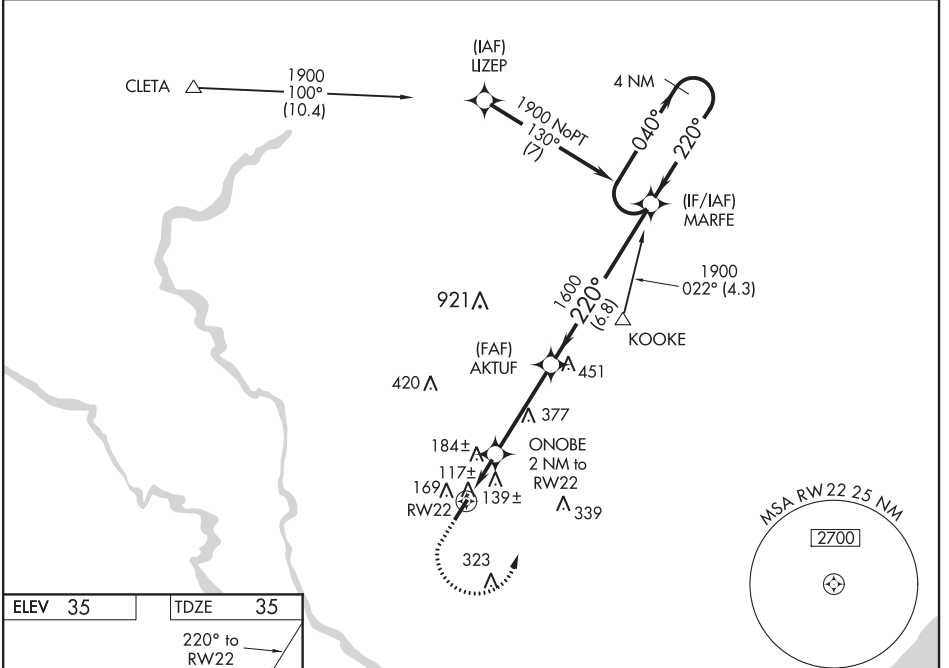 (IAF)
LIZEP
CLETA
1900
100°
(10.4)
4 NM
1900 NoPT
130°
(7)
040°
220°
(IF/IAF)
MARFE
1900
022° (4.3)
1600
220°
(6.8)
KOOKE
921
(FAF)
AKTUF
451
420
377
184±
ONOBE
2 NM to
RW22
117±
169
139±
RW22
339
323
MSA RW22 25 NM
2700
ELEV 35
TDZE 35
220° to
RW22